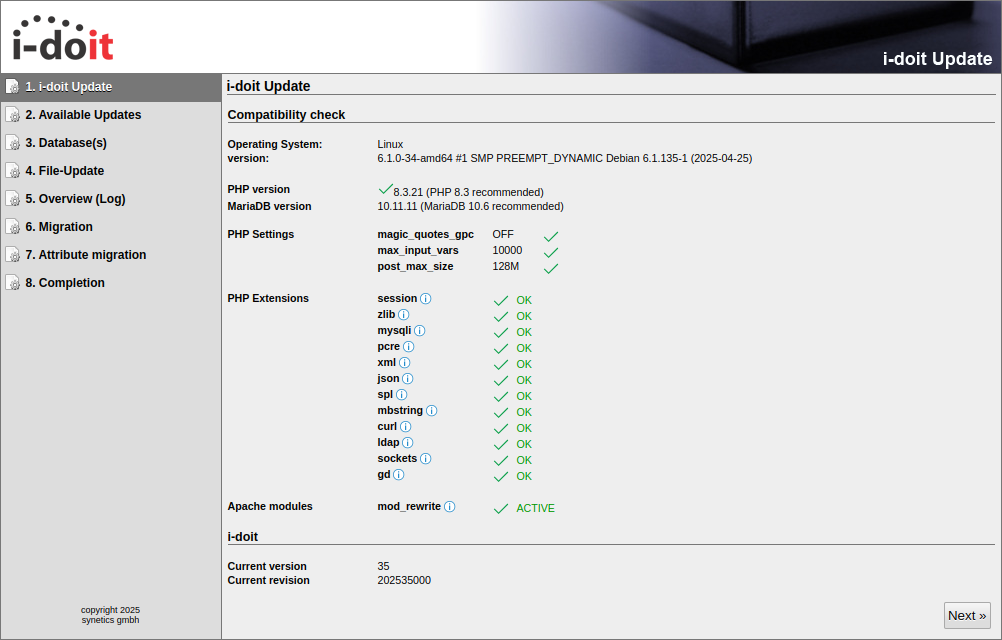 i-doit
i-doit Update
1. i-doit Update
2. Available Updates
3. Database(s)
4. File-Update
5. Overview (Log)
6. Migration
7. Attribute migration
8. Completion
copyright 2025
synetics gmbh
i-doit Update
Compatibility check
Operating System: Linux
version: 6.1.0-34-amd64 #1 SMP PREEMPT_DYNAMIC Debian 6.1.135-1 (2025-04-25)
PHP version 8.3.21 (PHP 8.3 recommended)
MariaDB version 10.11.11 (MariaDB 10.6 recommended)
PHP Settings magic_quotes_gpc OFF
max_input_vars 10000
post_max_size 128M
PHP Extensions session OK
zlib OK
mysqli OK
pcre OK
xml OK
json OK
spl OK
mbstring OK
curl OK
ldap OK
sockets OK
gd OK
Apache modules mod_rewrite ACTIVE
i-doit
Current version 35
Current revision 202535000
Next »